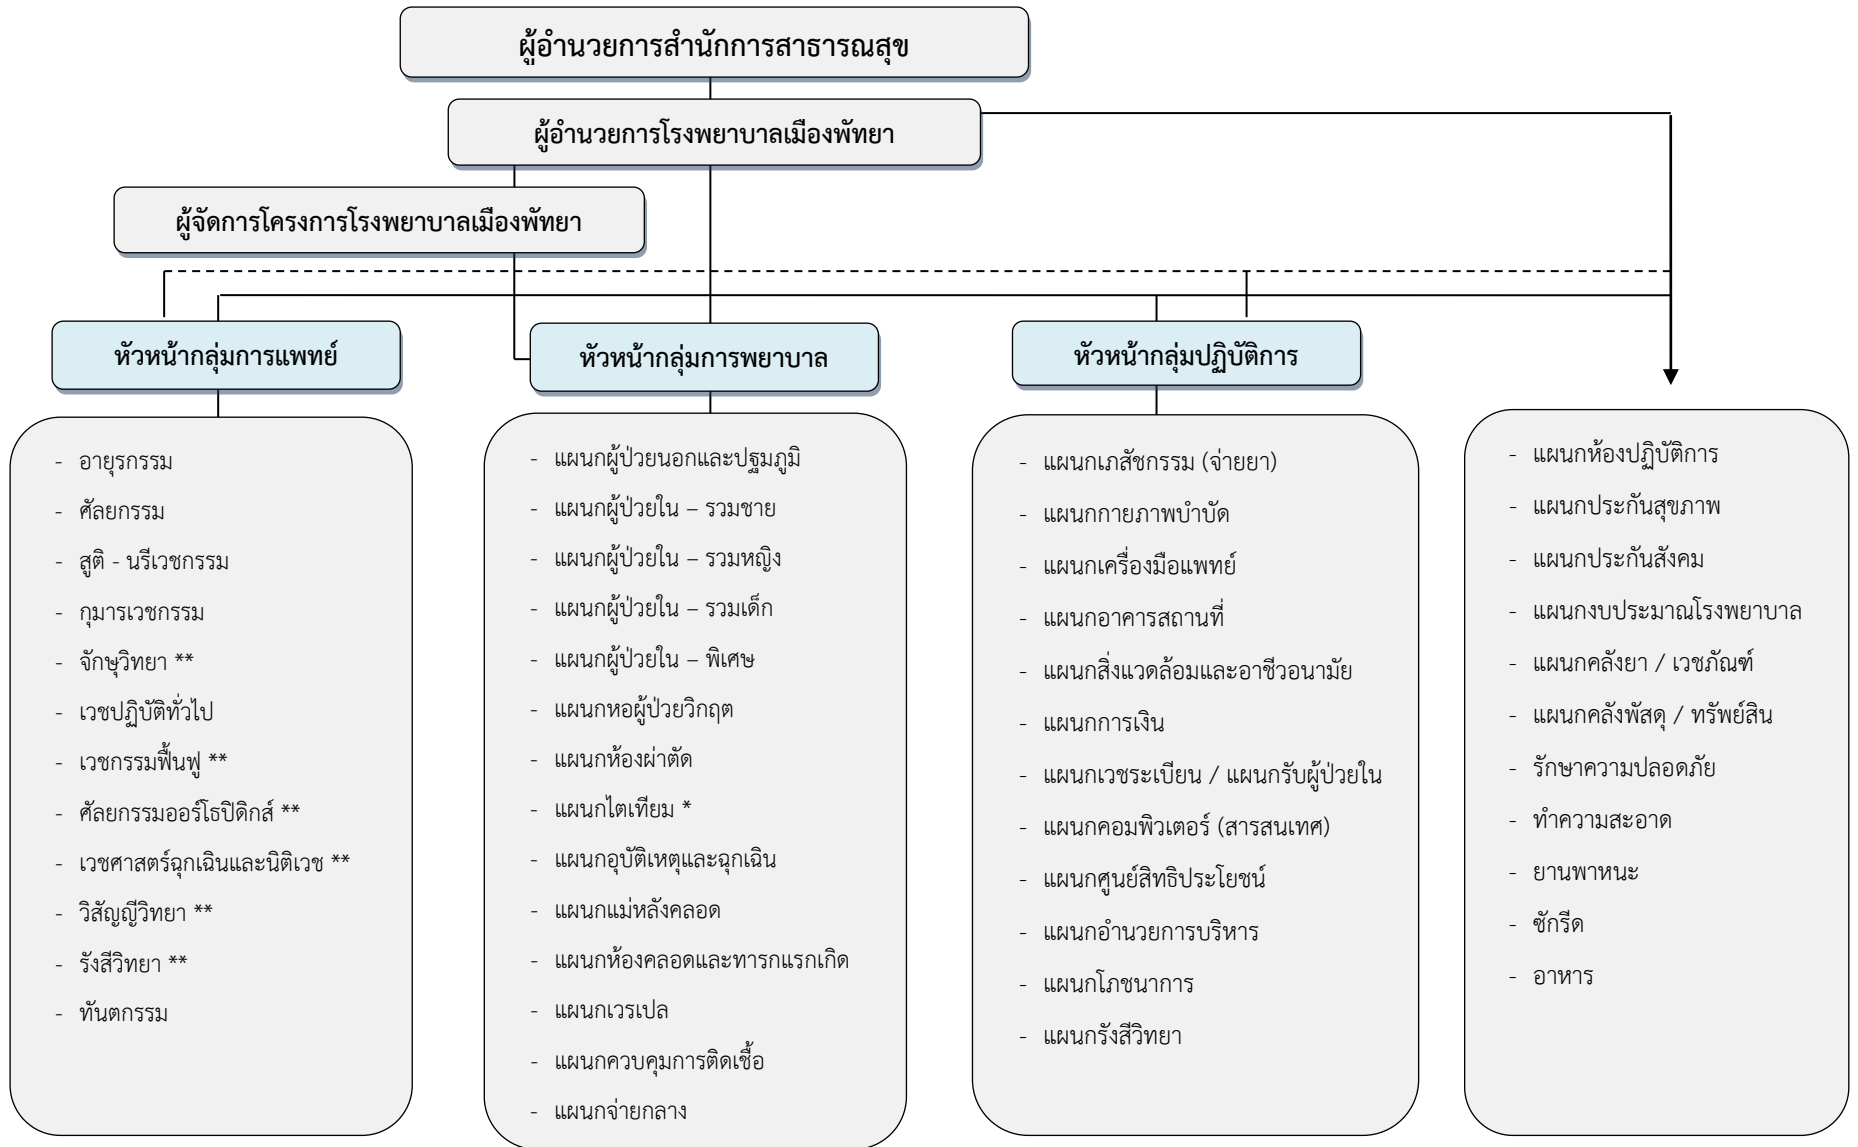 ผู้อำนวยการสำนักการสาธารณสุข
ผู้อำนวยการโรงพยาบาลเมืองพัทยา
ผู้จัดการโครงการโรงพยาบาลเมืองพัทยา
หัวหน้ากลุ่มการแพทย์
- อายุรกรรม
- ศัลยกรรม
- สูติ - นรีเวชกรรม
- กุมารเวชกรรม
- จักษุวิทยา **
- เวชปฏิบัติทั่วไป
- เวชกรรมฟื้นฟู **
- ศัลยกรรมออร์โธปิดิกส์ **
- เวชศาสตร์ฉุกเฉินและนิติเวช **
- วิสัญญีวิทยา **
- รังสีวิทยา **
- ทันตกรรม
หัวหน้ากลุ่มการพยาบาล
- แผนกผู้ป่วยนอกและปฐมภูมิ
- แผนกผู้ป่วยใน – รวมชาย
- แผนกผู้ป่วยใน – รวมหญิง
- แผนกผู้ป่วยใน – รวมเด็ก
- แผนกผู้ป่วยใน – พิเศษ
- แผนกหอผู้ป่วยวิกฤต
- แผนกห้องผ่าตัด
- แผนกไตเทียม *
- แผนกอุบัติเหตุและฉุกเฉิน
- แผนกแม่หลังคลอด
- แผนกห้องคลอดและทารกแรกเกิด
- แผนกเวรเปล
- แผนกควบคุมการติดเชื้อ
- แผนกจ่ายกลาง
หัวหน้ากลุ่มปฏิบัติการ
- แผนกเภสัชกรรม (จ่ายยา)
- แผนกกายภาพบำบัด
- แผนกเครื่องมือแพทย์
- แผนกอาคารสถานที่
- แผนกสิ่งแวดล้อมและอาชีวอนามัย
- แผนกการเงิน
- แผนกเวชระเบียน / แผนกรับผู้ป่วยใน
- แผนกคอมพิวเตอร์ (สารสนเทศ)
- แผนกศูนย์สิทธิประโยชน์
- แผนกอำนวยการบริหาร
- แผนกโภชนาการ
- แผนกรังสีวิทยา
- แผนกห้องปฏิบัติการ
- แผนกประกันสุขภาพ
- แผนกประกันสังคม
- แผนกงบประมาณโรงพยาบาล
- แผนกคลังยา / เวชภัณฑ์
- แผนกคลังพัสดุ / ทรัพย์สิน
- รักษาความปลอดภัย
- ทำความสะอาด
- ยานพาหนะ
- ซักรีด
- อาหาร